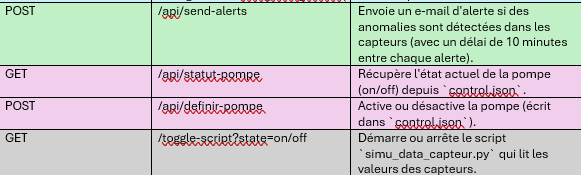 POST /api/send-alerts Envoie un e-mail d'alerte si des
anomalies sont détectées dans les
capteurs (avec un délai de 10 minutes
entre chaque alerte).
GET /api/statut-pompe Récupère l'état actuel de la pompe
(on/off) depuis `control.json`.
POST /api/definir-pompe Active ou désactive la pompe (écrit
dans `control.json`).
GET /toggle-script?state=on/off Démarre ou arrête le script
`simu_data_capteur.py` qui lit les
valeurs des capteurs.